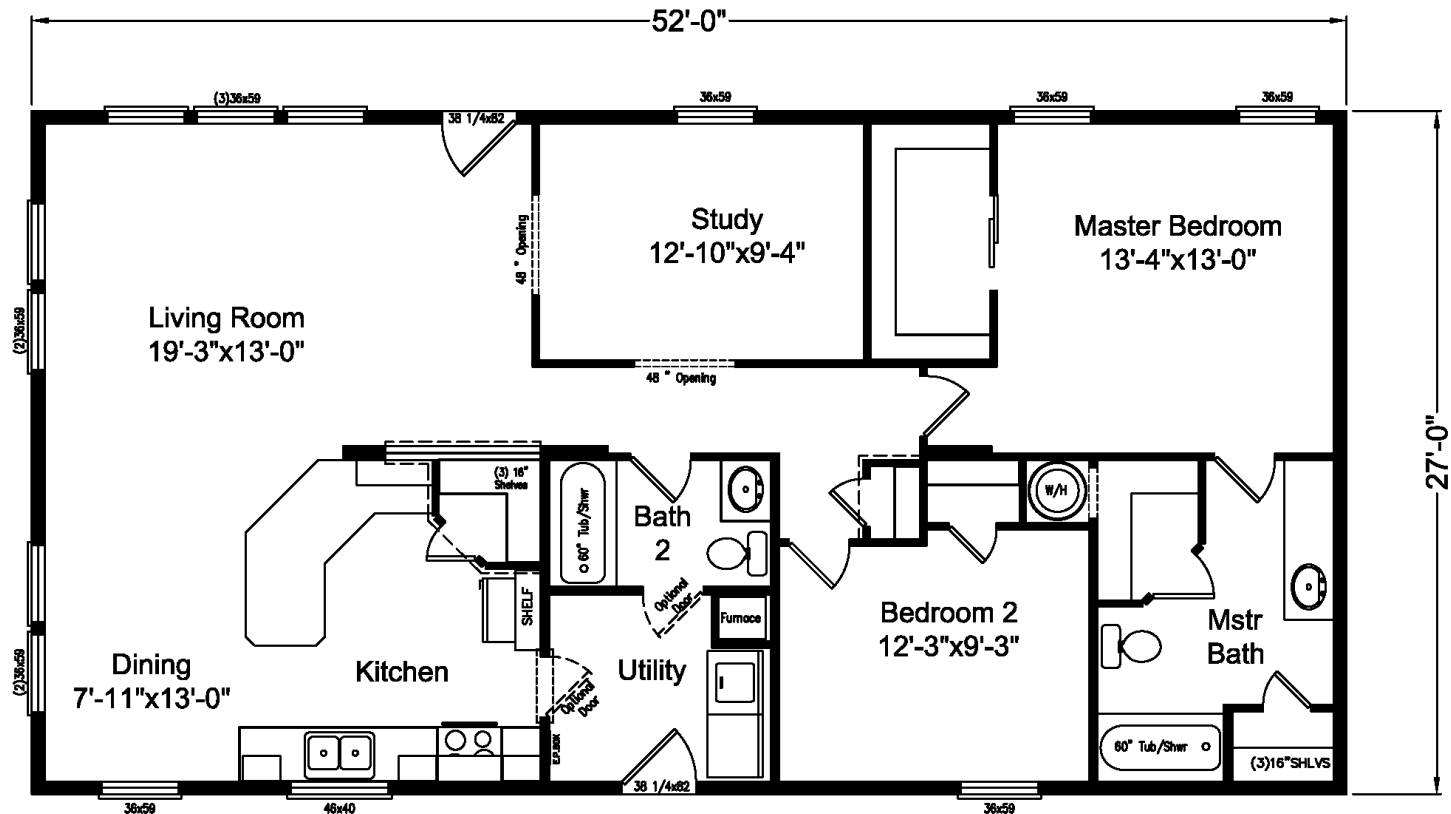 52'-0"
(3)36x59
36x59
36x59
36x59
38 1/4x82
27'-0"
(2)36x59
48 " Opening
Study
12'-10"x9'-4"
Master Bedroom
13'-4"x13'-0"
Living Room
19'-3"x13'-0"
48 " Opening
(3) 16"
Shelves
60" Tub/Shwr
Bath
2
W/H
Optional
Door
SHELF
Furnace
Bedroom 2
12'-3"x9'-3"
Mstr
Bath
(2)36x59
Dining
7'-11"x13'-0"
Kitchen
Utility
Optional
Door
E.P.BOX
60" Tub/Shwr
(3)16"SHLVS
38 1/4x82
36x59
46x40
36x59